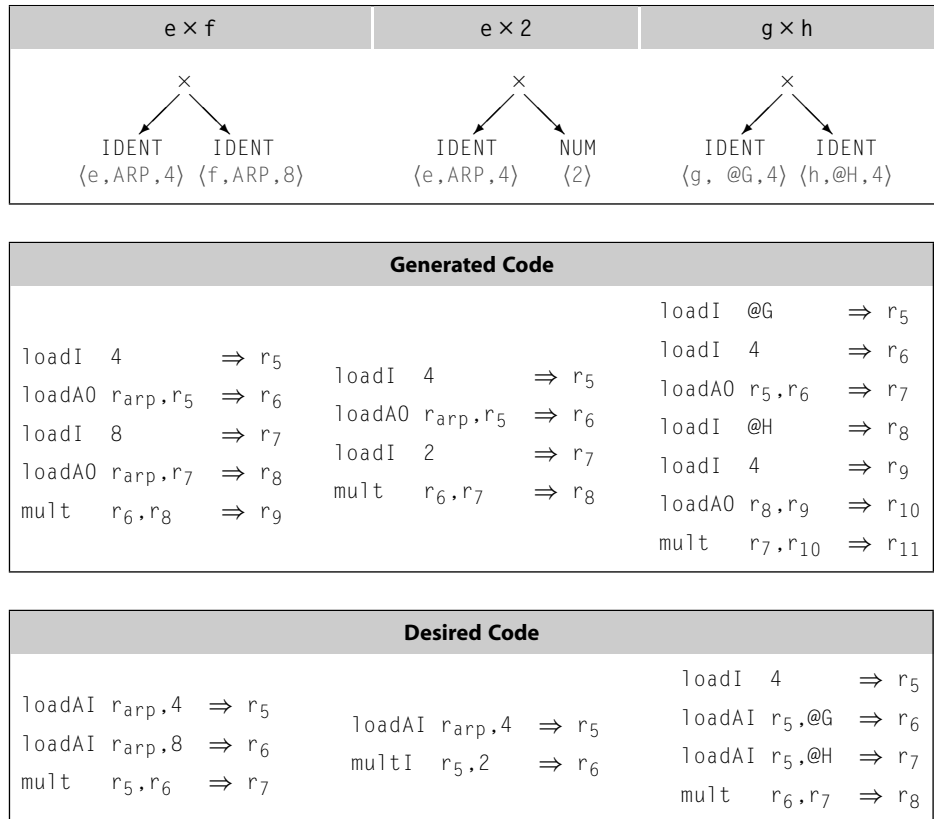 e × f e × 2 g × h
× × ×
IDENT IDENT IDENT NUM IDENT IDENT
⟨e,ARP,4⟩ ⟨f,ARP,8⟩ ⟨e,ARP,4⟩ ⟨2⟩ ⟨g, @G,4⟩ ⟨h,@H,4⟩
Generated Code
loadI 4 ⇒ r5
loadAO rarp,r5 ⇒ r6
loadI 8 ⇒ r7
loadAO rarp,r7 ⇒ r8
mult r6,r8 ⇒ r9
loadI 4 ⇒ r5
loadAO rarp,r5 ⇒ r6
loadI 2 ⇒ r7
mult r6,r7 ⇒ r8
loadI @G ⇒ r5
loadI 4 ⇒ r6
loadAO r5,r6 ⇒ r7
loadI @H ⇒ r8
loadI 4 ⇒ r9
loadAO r8,r9 ⇒ r10
mult r7,r10 ⇒ r11
Desired Code
loadAI rarp,4 ⇒ r5
loadAI rarp,8 ⇒ r6
mult r5,r6 ⇒ r7
loadAI rarp,4 ⇒ r5
multI r5,2 ⇒ r6
loadI 4 ⇒ r5
loadAI r5,@G ⇒ r6
loadAI r5,@H ⇒ r7
mult r6,r7 ⇒ r8